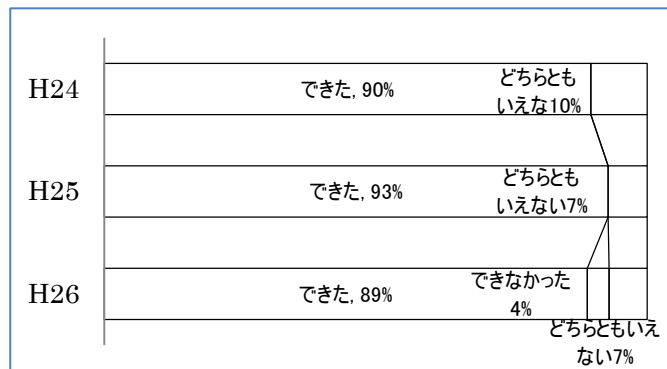 H24
できた, 90%
どちらとも
いえな10%
H25
できた, 93%
どちらとも
いえない7%
H26
できた, 89%
できなかった
4%
どちらともいえ
ない7%